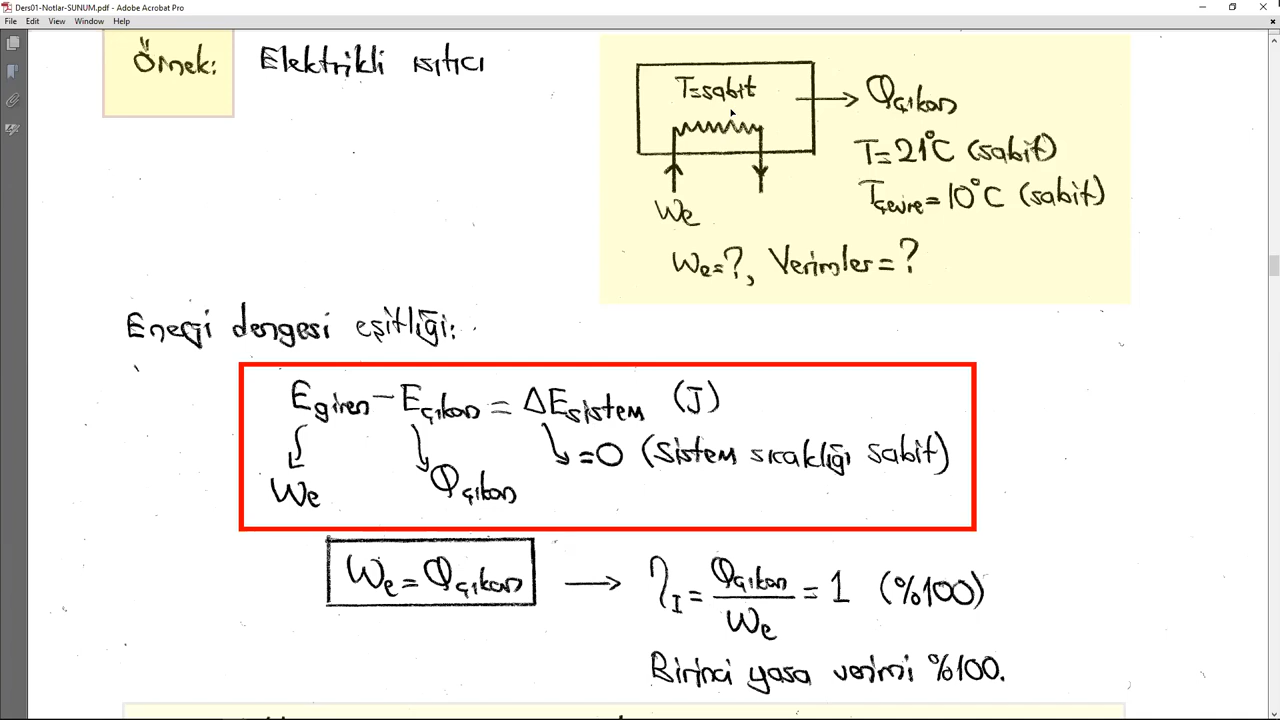 Ders01-Notlar-SUNUM.pdf - Adobe Acrobat Pro
File Edit View Window Help
Örnek: Elektrikli ısıtıcı
T=sabit
Qçıkan
T=21°C (sabit)
Tçevre=10°C (sabit)
We
We=?, Verimler=?
Enerji dengesi eşitliği:
Egiren-Eçıkan=ΔEsistem (J)
=0 (Sistem sıcaklığı sabit)
We
Qçıkan
We=Qçıkan → ηI=Qçıkan/We=1 (%100)
Birinci yasa verimi %100.